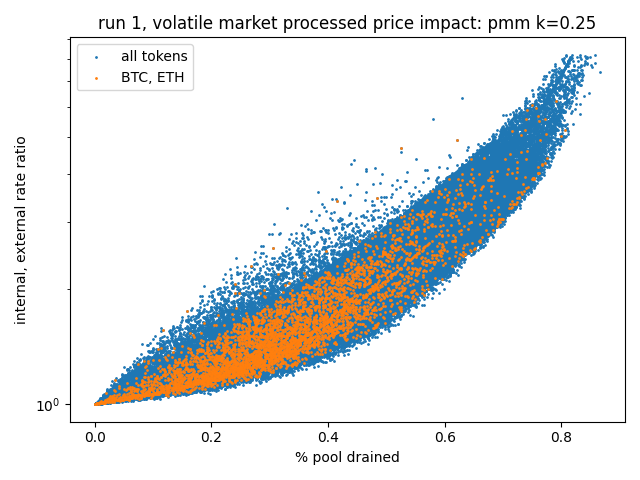 run 1, volatile market processed price impact: pmm k=0.25
all tokens
BTC, ETH
internal, external rate ratio
10⁰
0.0 0.2 0.4 0.6 0.8
% pool drained